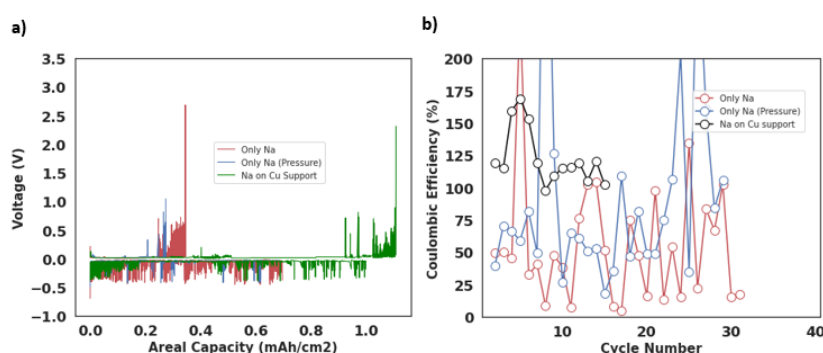 a)
3.5
3.0
2.5
2.0
1.5
1.0
0.5
0.0
−0.5
−1.0
Voltage (V)
Only Na
Only Na (Pressure)
Na on Cu Support
0.0 0.2 0.4 0.6 0.8 1.0
Areal Capacity (mAh/cm2)
b)
200
175
150
125
100
75
50
25
0
Coulombic Efficiency (%)
Only Na
Only Na (Pressure)
Na on Cu support
10 20 30 40
Cycle Number